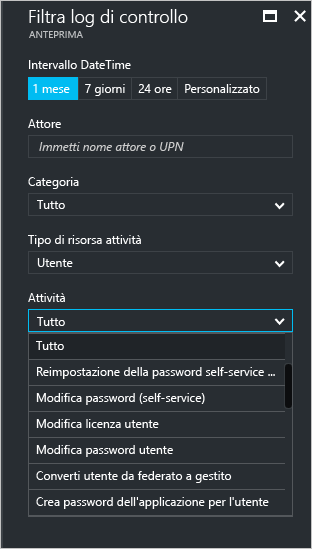 Filtra log di controllo
ANTEPRIMA
Intervallo DateTime
1 mese 7 giorni 24 ore Personalizzato
Attore
Immetti nome attore o UPN
Categoria
Tutto
Tipo di risorsa attività
Utente
Attività
Tutto
Tutto
Reimpostazione della password self-service ...
Modifica password (self-service)
Modifica licenza utente
Modifica password utente
Converti utente da federato a gestito
Crea password dell'applicazione per l'utente